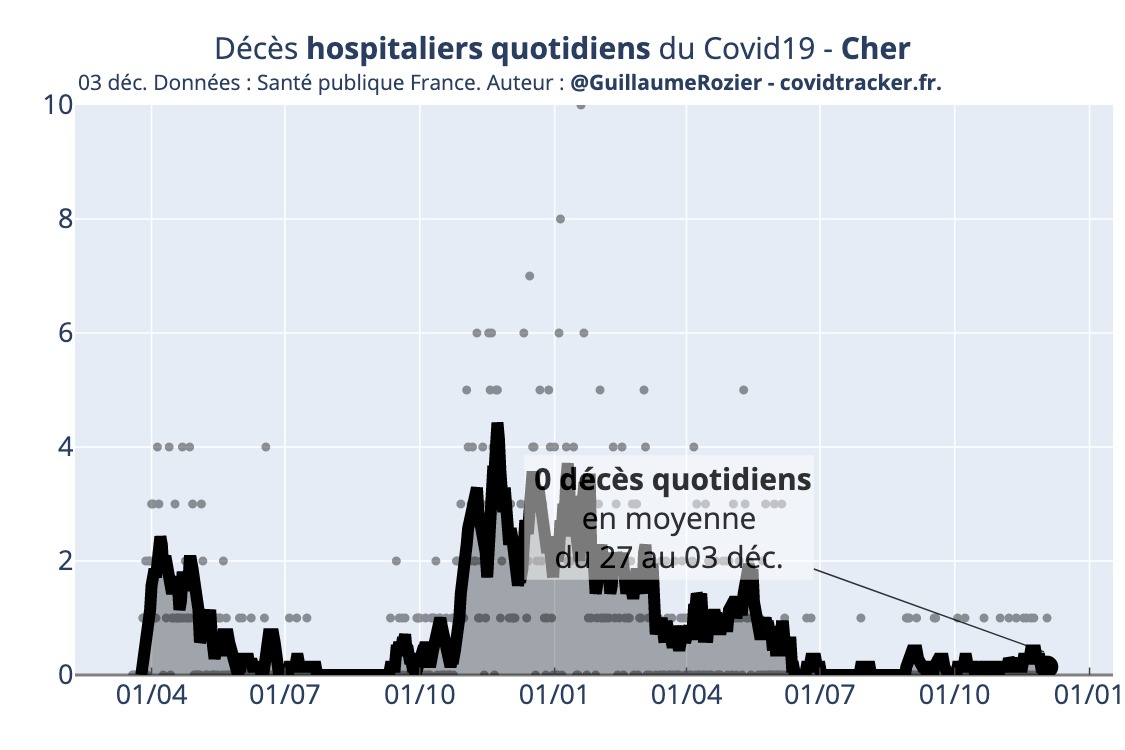 Décès hospitaliers quotidiens du Covid19 - Cher
03 déc. Données : Santé publique France. Auteur : @GuillaumeRozier - covidtracker.fr.
10
8
6
4
2
0
0 décès quotidiens
en moyenne
du 27 au 03 déc.
01/04 01/07 01/10 01/01 01/04 01/07 01/10 01/01